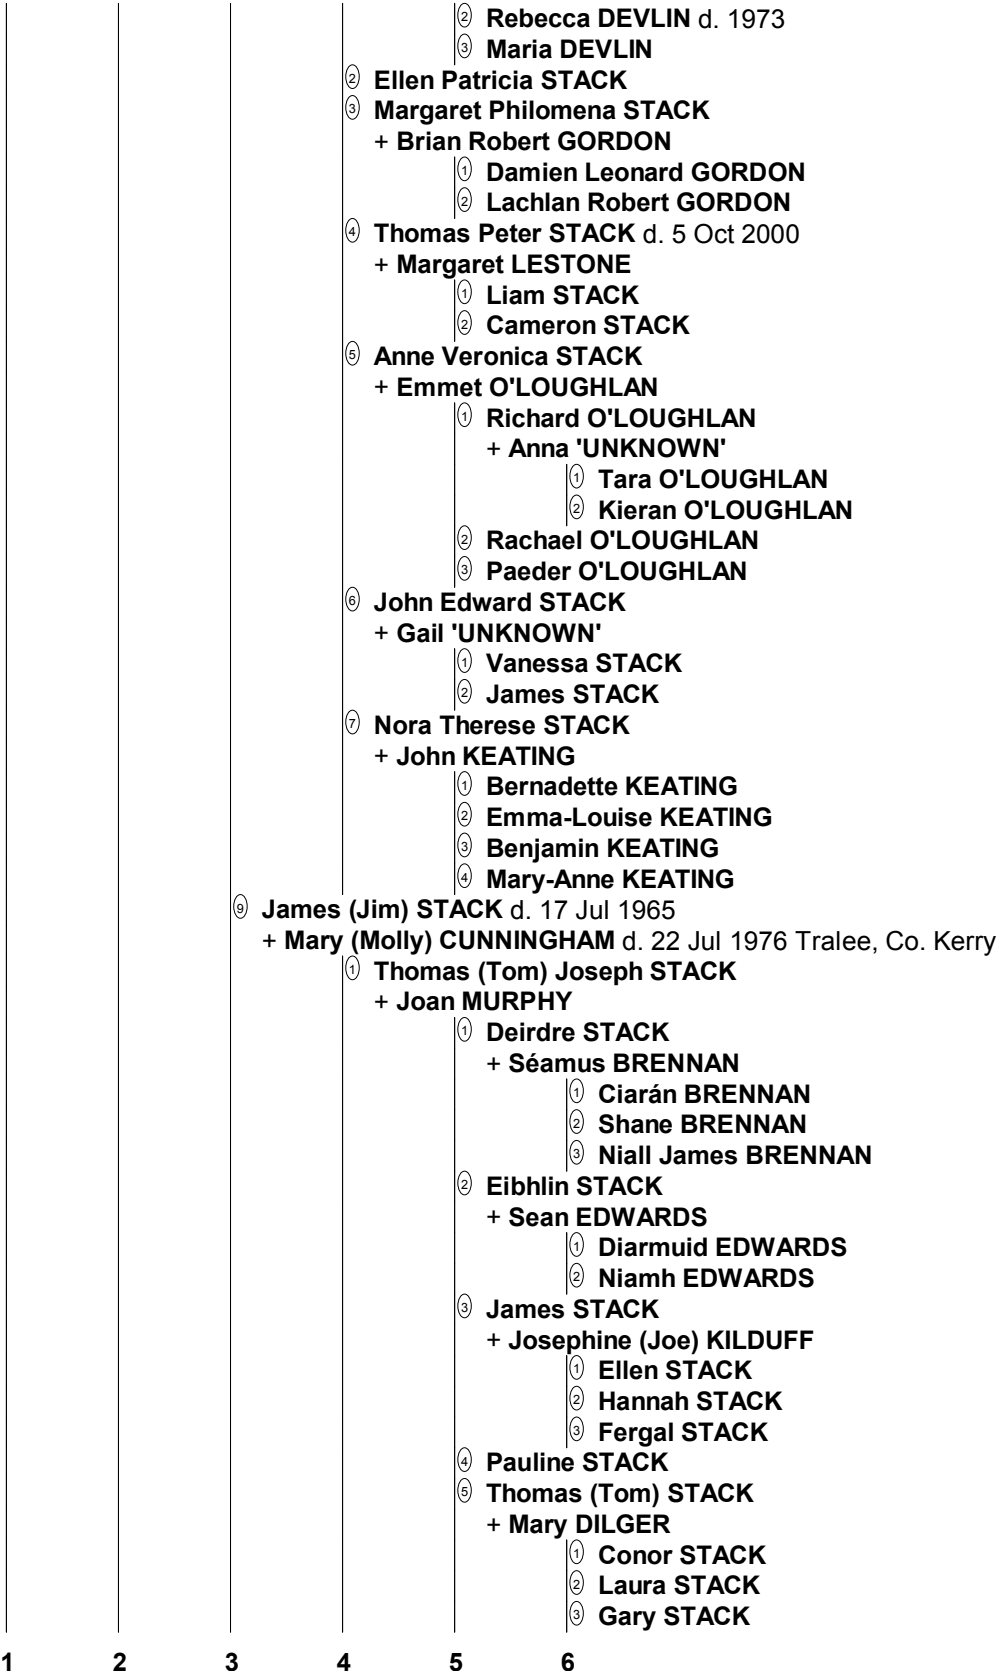 ② Rebecca DEVLIN d. 1973
③ Maria DEVLIN
② Ellen Patricia STACK
③ Margaret Philomena STACK
+ Brian Robert GORDON
① Damien Leonard GORDON
② Lachlan Robert GORDON
④ Thomas Peter STACK d. 5 Oct 2000
+ Margaret LESTONE
① Liam STACK
② Cameron STACK
⑤ Anne Veronica STACK
+ Emmet O'LOUGHLAN
① Richard O'LOUGHLAN
+ Anna 'UNKNOWN'
① Tara O'LOUGHLAN
② Kieran O'LOUGHLAN
② Rachael O'LOUGHLAN
③ Paeder O'LOUGHLAN
⑥ John Edward STACK
+ Gail 'UNKNOWN'
① Vanessa STACK
② James STACK
⑦ Nora Therese STACK
+ John KEATING
① Bernadette KEATING
② Emma-Louise KEATING
③ Benjamin KEATING
④ Mary-Anne KEATING
⑨ James (Jim) STACK d. 17 Jul 1965
+ Mary (Molly) CUNNINGHAM d. 22 Jul 1976 Tralee, Co. Kerry
① Thomas (Tom) Joseph STACK
+ Joan MURPHY
① Deirdre STACK
+ Séamus BRENNAN
① Ciarán BRENNAN
② Shane BRENNAN
③ Niall James BRENNAN
② Eibhlin STACK
+ Sean EDWARDS
① Diarmuid EDWARDS
② Niamh EDWARDS
③ James STACK
+ Josephine (Joe) KILDUFF
① Ellen STACK
② Hannah STACK
③ Fergal STACK
④ Pauline STACK
⑤ Thomas (Tom) STACK
+ Mary DILGER
① Conor STACK
② Laura STACK
③ Gary STACK
1 2 3 4 5 6